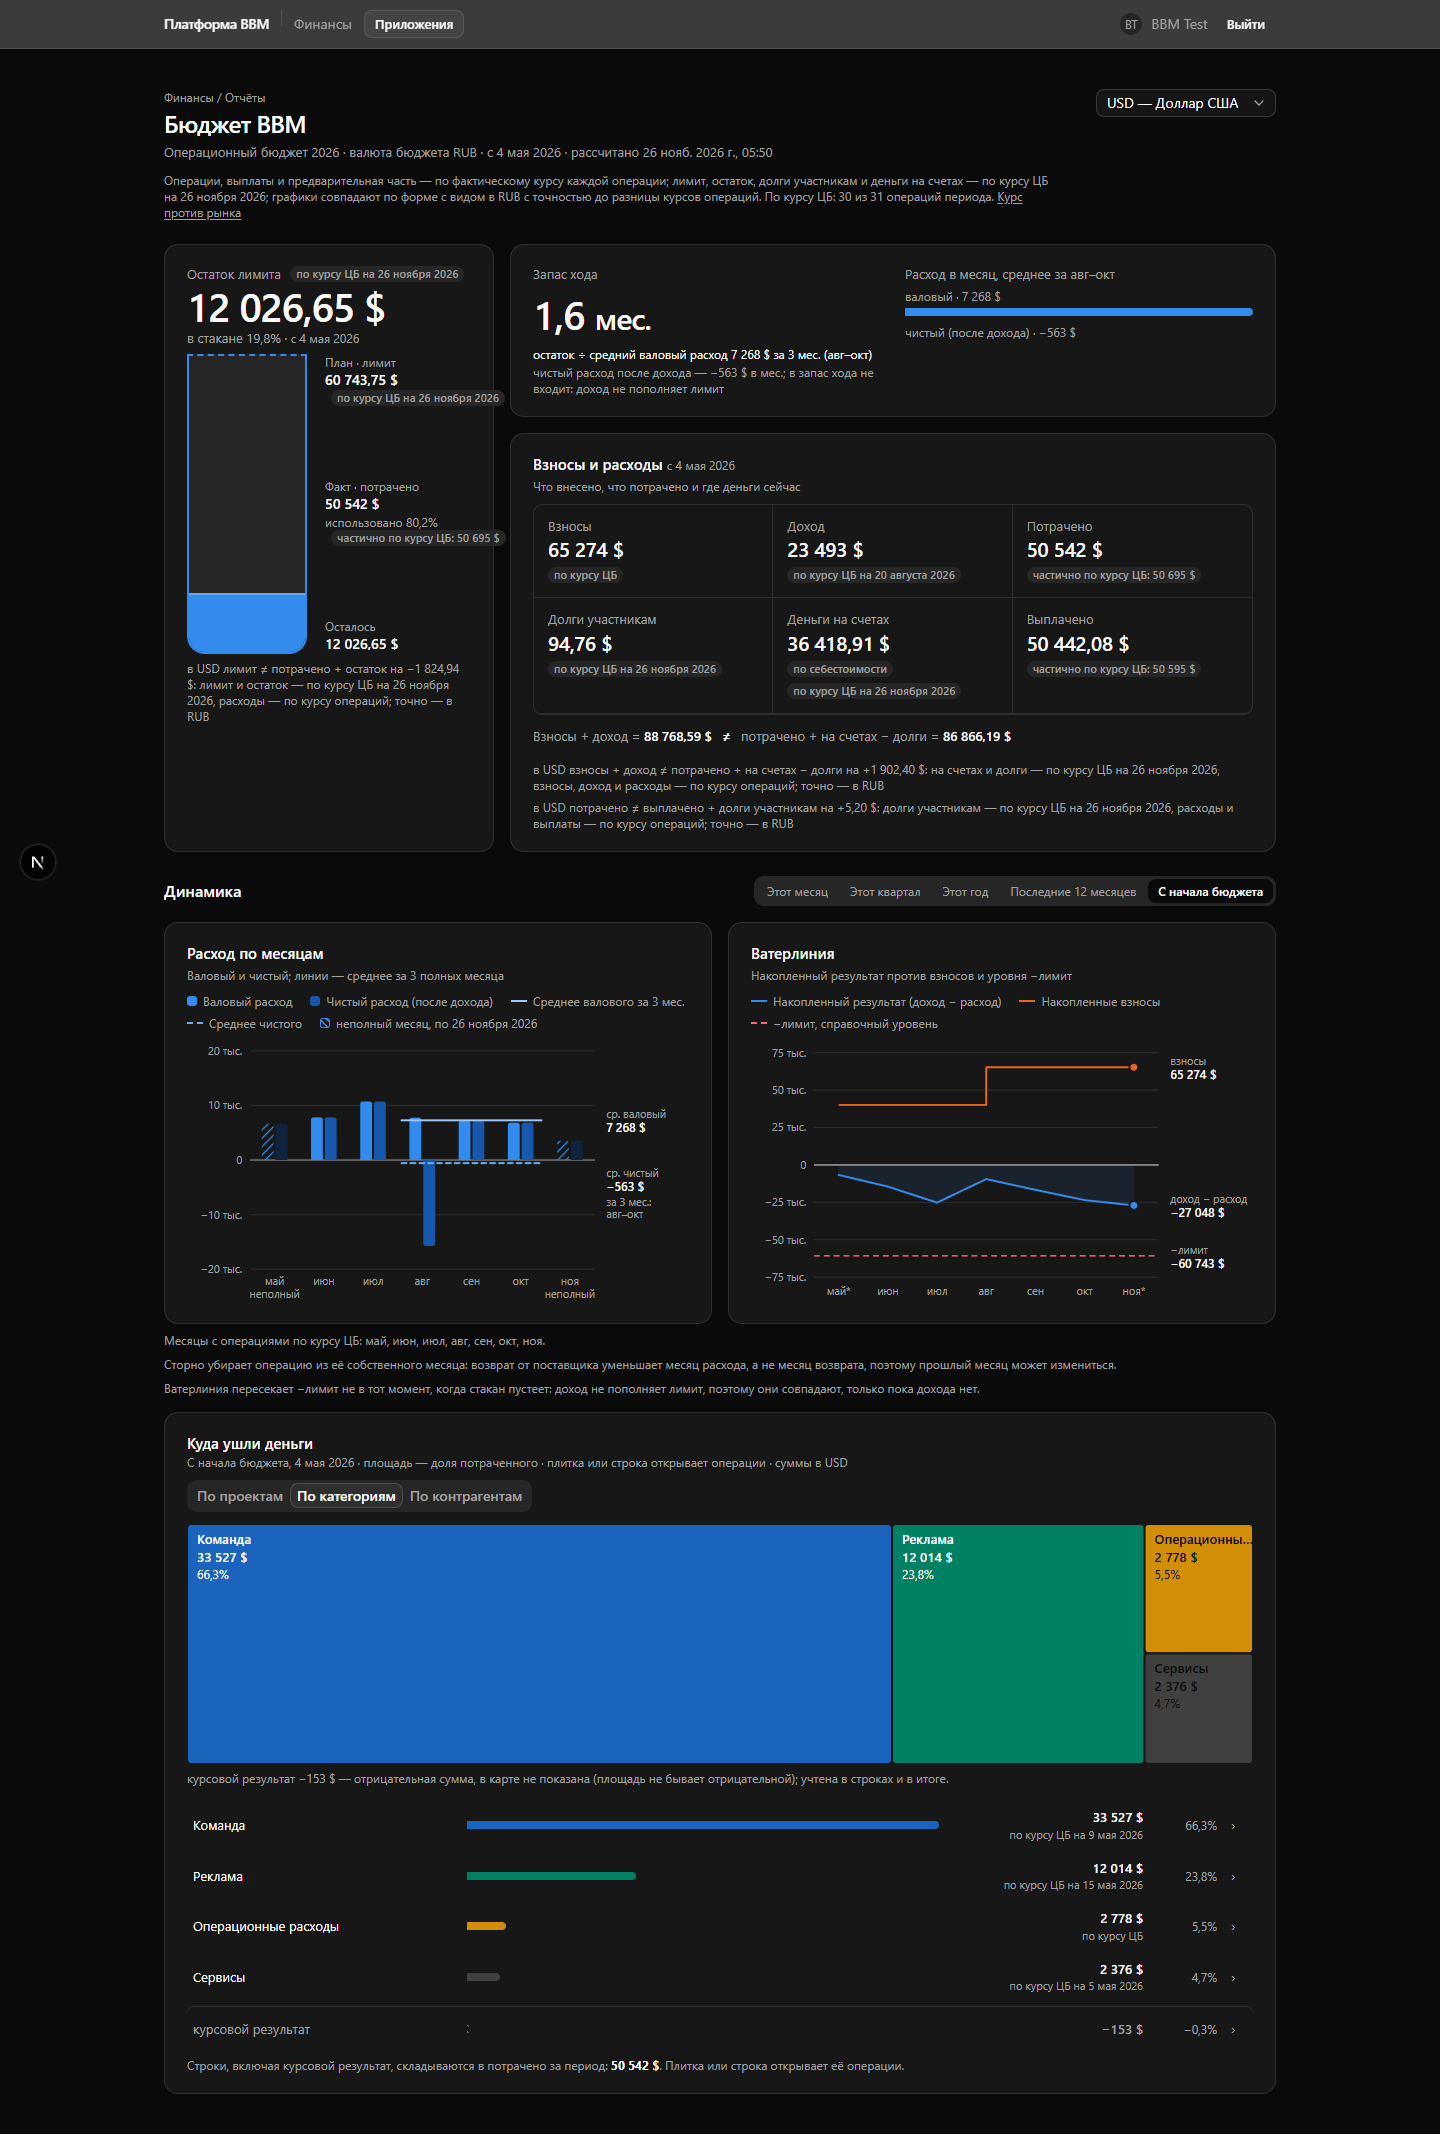 Платформа BBM
Финансы
Приложения
BT
BBM Test
Выйти
Финансы / Отчёты
USD — Доллар США
Бюджет BBM
Операционный бюджет 2026 · валюта бюджета RUB · с 4 мая 2026 · рассчитано 26 нояб. 2026 г., 05:50
Операции, выплаты и предварительная часть — по фактическому курсу каждой операции; лимит, остаток, долги участникам и деньги на счетах — по курсу ЦБ
на 26 ноября 2026; графики совпадают по форме с видом в RUB с точностью до разницы курсов операций. По курсу ЦБ: 30 из 31 операций периода. Курс
против рынка
Остаток лимита
по курсу ЦБ на 26 ноября 2026
12 026,65 $
в стакане 19,8% · с 4 мая 2026
План · лимит
60 743,75 $
по курсу ЦБ на 26 ноября 2026
Факт · потрачено
50 542 $
использовано 80,2%
частично по курсу ЦБ: 50 695 $
Осталось
12 026,65 $
в USD лимит ≠ потрачено + остаток на −1 824,94
$: лимит и остаток — по курсу ЦБ на 26 ноября
2026, расходы — по курсу операций; точно — в
RUB
Запас хода
1,6 мес.
остаток ÷ средний валовый расход 7 268 $ за 3 мес. (авг–окт)
чистый расход после дохода — −563 $ в мес.; в запас хода не
входит: доход не пополняет лимит
Расход в месяц, среднее за авг–окт
валовый · 7 268 $
чистый (после дохода) · −563 $
Взносы и расходы с 4 мая 2026
Что внесено, что потрачено и где деньги сейчас
Взносы
65 274 $
по курсу ЦБ
Доход
23 493 $
по курсу ЦБ на 20 августа 2026
Потрачено
50 542 $
частично по курсу ЦБ: 50 695 $
Долги участникам
94,76 $
по курсу ЦБ на 26 ноября 2026
Деньги на счетах
36 418,91 $
по себестоимости
по курсу ЦБ на 26 ноября 2026
Выплачено
50 442,08 $
частично по курсу ЦБ: 50 595 $
Взносы + доход = 88 768,59 $ ≠ потрачено + на счетах − долги = 86 866,19 $
в USD взносы + доход ≠ потрачено + на счетах − долги на +1 902,40 $: на счетах и долги — по курсу ЦБ на 26 ноября 2026,
взносы, доход и расходы — по курсу операций; точно — в RUB
в USD потрачено ≠ выплачено + долги участникам на +5,20 $: долги участникам — по курсу ЦБ на 26 ноября 2026, расходы и
выплаты — по курсу операций; точно — в RUB
N
Динамика
Этот месяц
Этот квартал
Этот год
Последние 12 месяцев
С начала бюджета
Расход по месяцам
Валовый и чистый; линии — среднее за 3 полных месяца
Валовый расход
Чистый расход (после дохода)
Среднее валового за 3 мес.
Среднее чистого
неполный месяц, по 26 ноября 2026
20 тыс.
10 тыс.
0
−10 тыс.
−20 тыс.
май
неполный
июн
июл
авг
сен
окт
ноя
неполный
ср. валовый
7 268 $
ср. чистый
−563 $
за 3 мес.:
авг–окт
Ватерлиния
Накопленный результат против взносов и уровня −лимит
Накопленный результат (доход − расход)
Накопленные взносы
−лимит, справочный уровень
75 тыс.
50 тыс.
25 тыс.
0
−25 тыс.
−50 тыс.
−75 тыс.
май*
июн
июл
авг
сен
окт
ноя*
взносы
65 274 $
доход − расход
−27 048 $
−лимит
−60 743 $
Месяцы с операциями по курсу ЦБ: май, июн, июл, авг, сен, окт, ноя.
Сторно убирает операцию из её собственного месяца: возврат от поставщика уменьшает месяц расхода, а не месяц возврата, поэтому прошлый месяц может измениться.
Ватерлиния пересекает −лимит не в тот момент, когда стакан пустеет: доход не пополняет лимит, поэтому они совпадают, только пока дохода нет.
Куда ушли деньги
С начала бюджета, 4 мая 2026 · площадь — доля потраченного · плитка или строка открывает операции · суммы в USD
По проектам
По категориям
По контрагентам
Команда
33 527 $
66,3%
Реклама
12 014 $
23,8%
Операционны...
2 778 $
5,5%
Сервисы
2 376 $
4,7%
курсовой результат −153 $ — отрицательная сумма, в карте не показана (площадь не бывает отрицательной); учтена в строках и в итоге.
Команда
33 527 $
по курсу ЦБ на 9 мая 2026
66,3% ›
Реклама
12 014 $
по курсу ЦБ на 15 мая 2026
23,8% ›
Операционные расходы
2 778 $
по курсу ЦБ
5,5% ›
Сервисы
2 376 $
по курсу ЦБ на 5 мая 2026
4,7% ›
курсовой результат
−153 $
−0,3% ›
Строки, включая курсовой результат, складываются в потрачено за период: 50 542 $. Плитка или строка открывает её операции.